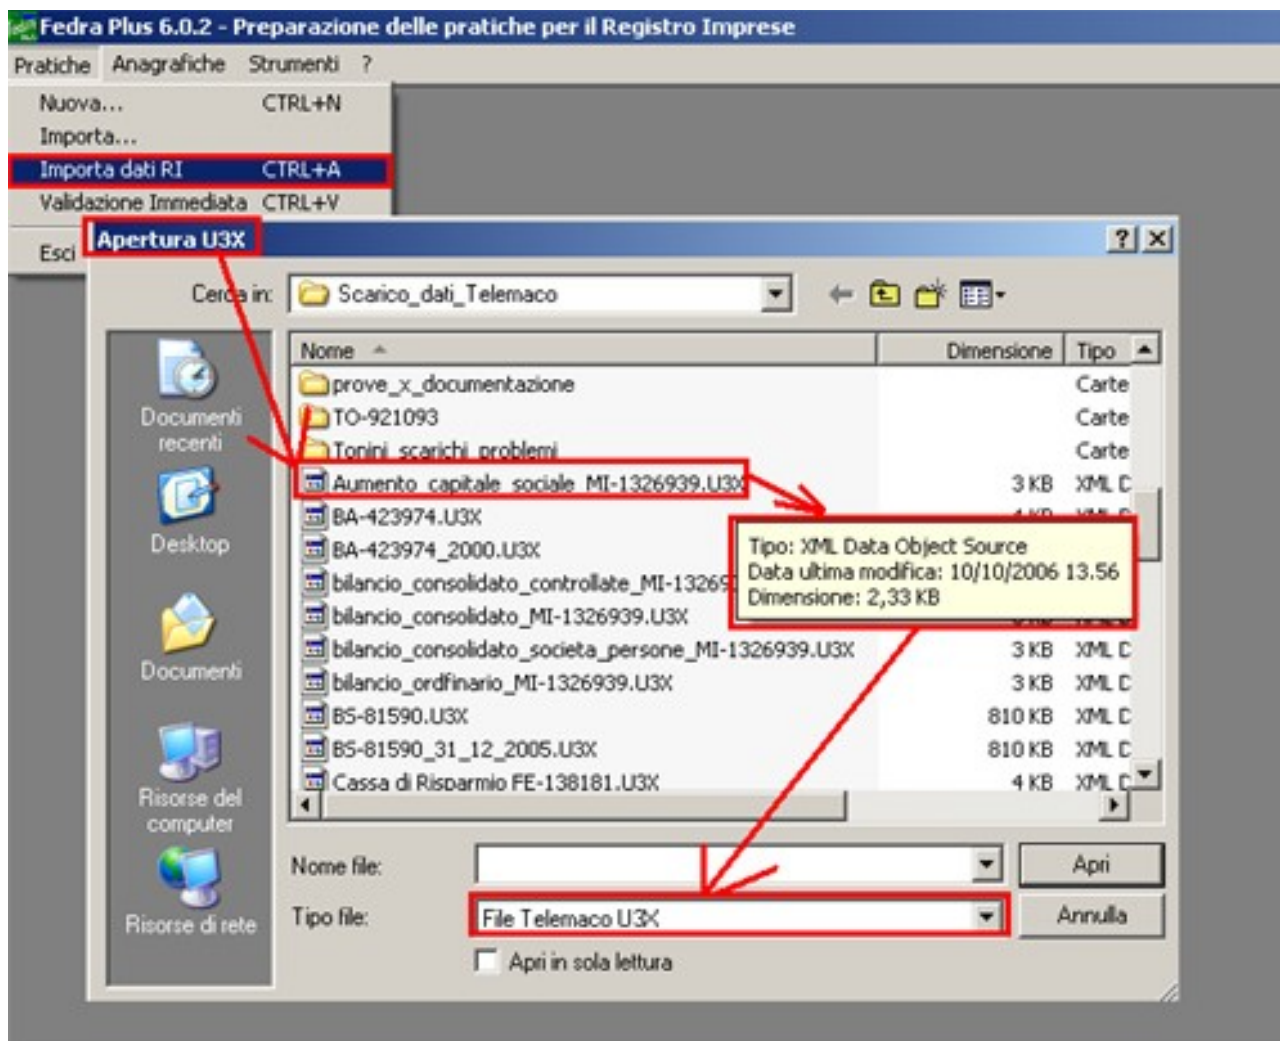 Fedra Plus 6.0.2 - Preparazione delle pratiche per il Registro Imprese
Pratiche Anagrafiche Strumenti ?
Nuova... CTRL+N
Importa...
Importa dati RI CTRL+A
Validazione Immediata CTRL+V
Esci
Apertura U3X
Cerca in: Scarico_dati_Telemaco
Nome Dimensione Tipo
prove_x_documentazione Carte
TO-921093 Carte
Tonini_scarichi_problemi Carte
Aumento_capitale_sociale_MI-1326939.U3X 3 KB XML D
BA-423974.U3X 4 KB XML D
BA-423974_2000.U3X
bilancio_consolidato_controllate_MI-13269
bilancio_consolidato_MI-1326939.U3X
bilancio_consolidato_societa_persone_MI-1326939.U3X 3 KB XML D
bilancio_ordfinario_MI-1326939.U3X 3 KB XML D
BS-81590.U3X 810 KB XML D
BS-81590_31_12_2005.U3X 810 KB XML D
Cassa di Risparmio FE-138181.U3X 4 KB XML D
Tipo: XML Data Object Source
Data ultima modifica: 10/10/2006 13.56
Dimensione: 2,33 KB
Documenti
recenti
Desktop
Documenti
Risorse del
computer
Risorse di rete
Nome file: Apri
Tipo file: File Telemaco U3X Annulla
Apri in sola lettura